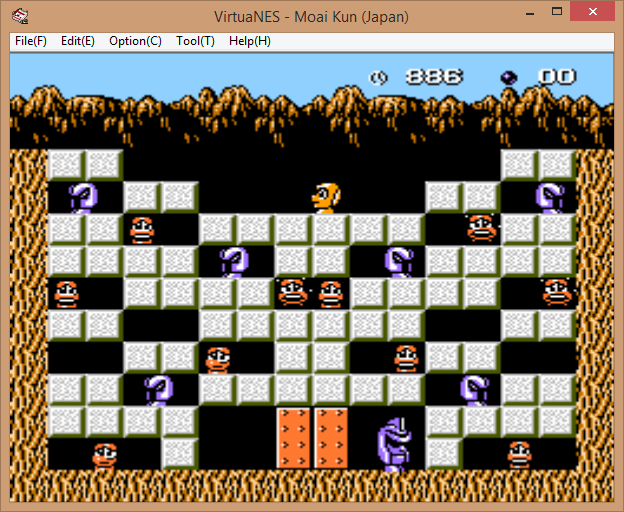 VirtuaNES - Moai Kun (Japan)
File(F) Edit(E) Option(C) Tool(T) Help(H)
886 00